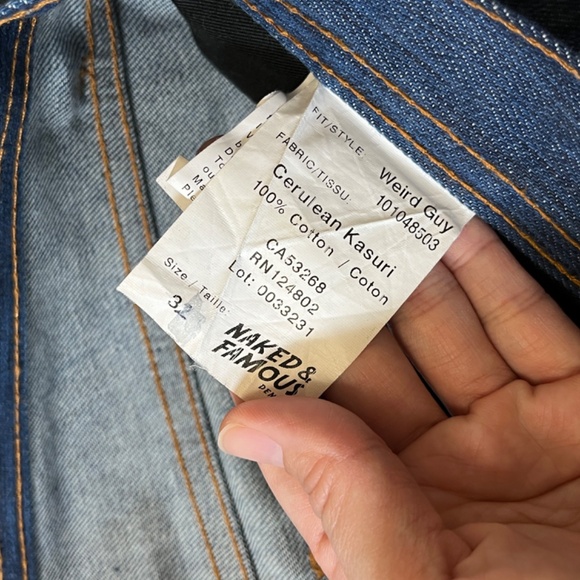 FIT/STYLE: Weird Guy
101048503
FABRIC/TISSU:
Cerulean Kasuri
100% Cotton / Coton
CA53268
RN124802
Lot: 0033231
Size / Taille:
NAKED &
FAMOUS